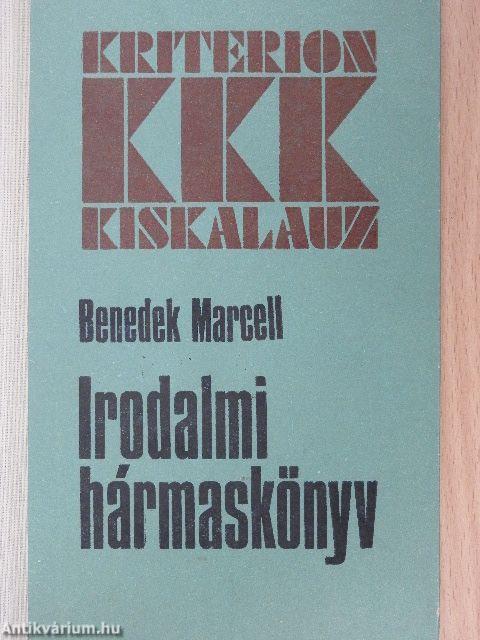 KRITERION
KKK
KISKALAUZ
Benedek Marcell
Irodalmi
hármaskönyv
Antikvárium.hu